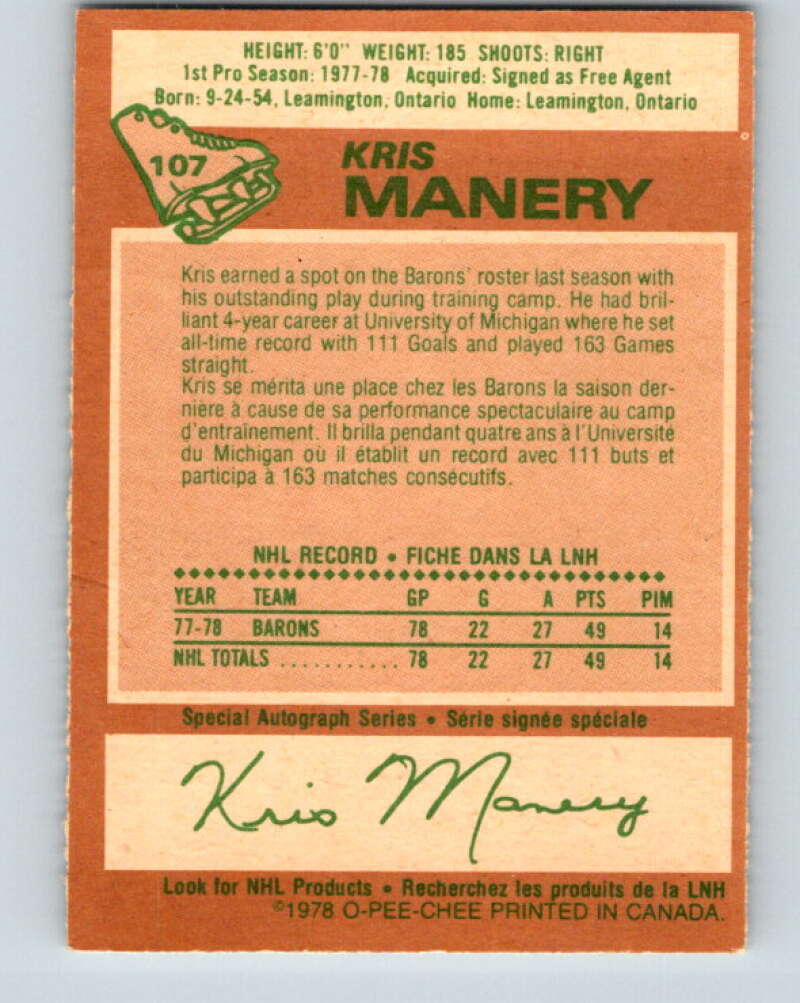 HEIGHT: 6'0" WEIGHT: 185 SHOOTS: RIGHT
1st Pro Season: 1977-78 Acquired: Signed as Free Agent
Born: 9-24-54, Leamington, Ontario Home: Leamington, Ontario
107
KRIS
MANERY
Kris earned a spot on the Barons' roster last season with
his outstanding play during training camp. He had bril-
liant 4-year career at University of Michigan where he set
all-time record with 111 Goals and played 163 Games
straight.
Kris se mérita une place chez les Barons la saison der-
nière à cause de sa performance spectaculaire au camp
d'entraînement. Il brilla pendant quatre ans à l'Université
du Michigan où il établit un record avec 111 buts et
participa à 163 matches consécutifs.
NHL RECORD • FICHE DANS LA LNH
YEAR TEAM GP G A PTS PIM
77-78 BARONS 78 22 27 49 14
NHL TOTALS ............ 78 22 27 49 14
Special Autograph Series • Série signée spéciale
Kris Manery
Look for NHL Products • Recherchez les produits de la LNH
©1978 O-PEE-CHEE PRINTED IN CANADA.